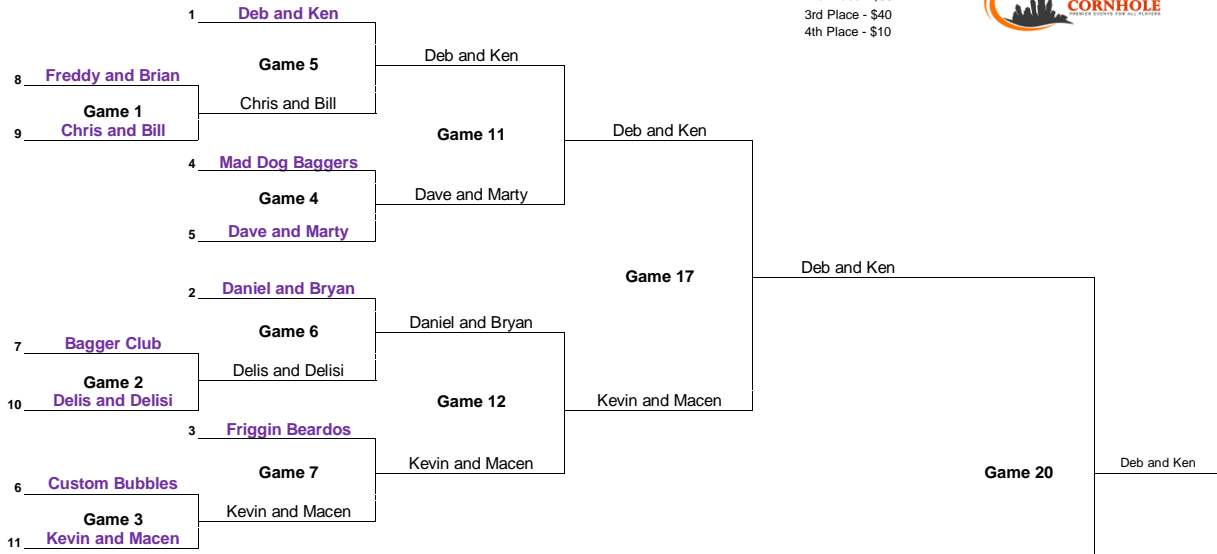 1 Deb and Ken
3rd Place - $40
CORNHOLE
PREMIER EVENTS FOR ALL PLAYERS
4th Place - $10
Deb and Ken
Game 5
8 Freddy and Brian
Chris and Bill
Game 1
9 Chris and Bill
Game 11
Deb and Ken
4 Mad Dog Baggers
Game 4
Dave and Marty
5 Dave and Marty
Deb and Ken
Game 17
2 Daniel and Bryan
Game 6
Daniel and Bryan
7 Bagger Club
Delis and Delisi
Game 2
10 Delis and Delisi
Game 12
Kevin and Macen
3 Friggin Beardos
Game 7
Kevin and Macen
6 Custom Bubbles
Game 20
Deb and Ken
Kevin and Macen
Game 3
11 Kevin and Macen